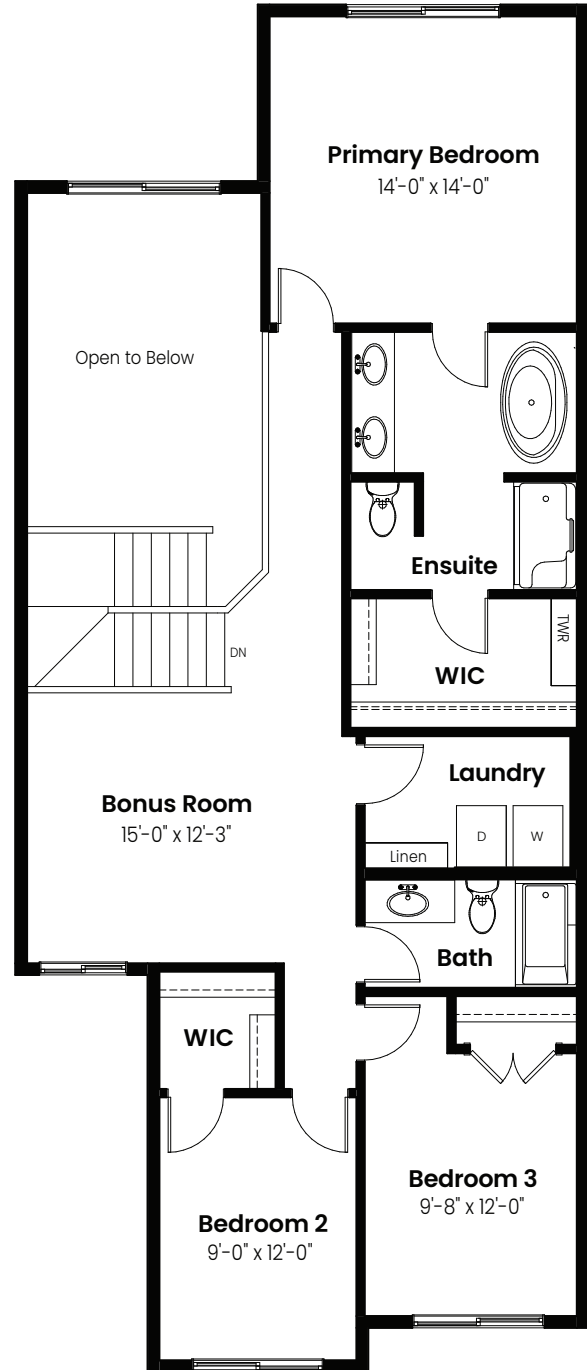 Primary Bedroom
14'-0" x 14'-0"
Open to Below
Ensuite
TWR
DN
WIC
Laundry
Bonus Room
15'-0" x 12'-3"
D
W
Linen
Bath
WIC
Bedroom 3
9'-8" x 12'-0"
Bedroom 2
9'-0" x 12'-0"